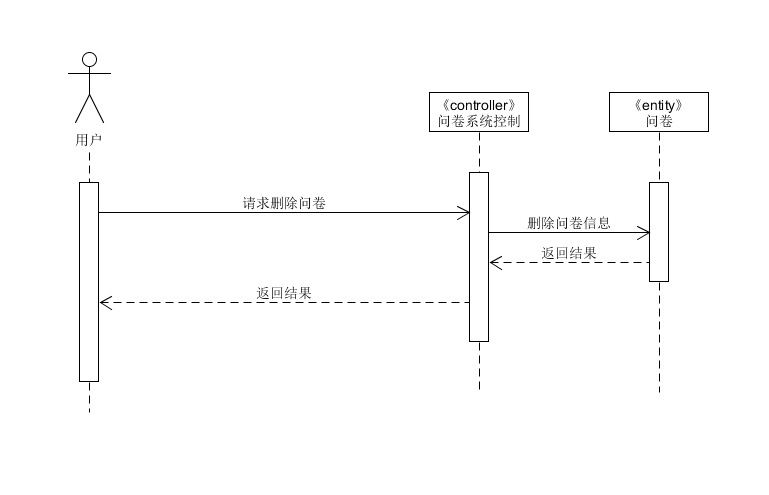 《controller》
问卷系统控制
《entity》
问卷
用户
请求删除问卷
删除问卷信息
返回结果
返回结果